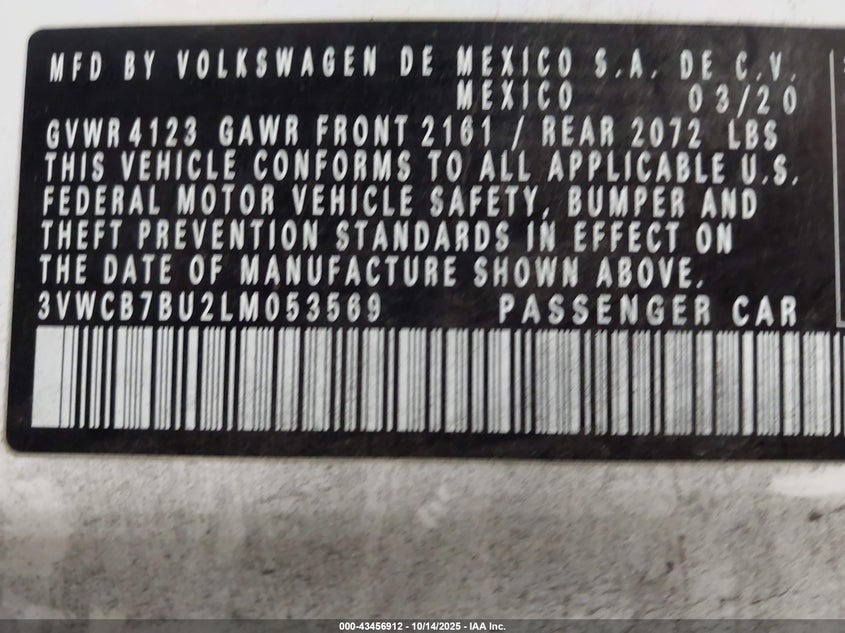 MFD BY VOLKSWAGEN DE MEXICO S.A. DE C.V.
MEXICO 03/20
GVWR 4123 GAWR FRONT 2161 / REAR 2072 LBS
THIS VEHICLE CONFORMS TO ALL APPLICABLE U.S.
FEDERAL MOTOR VEHICLE SAFETY, BUMPER AND
THEFT PREVENTION STANDARDS IN EFFECT ON
THE DATE OF MANUFACTURE SHOWN ABOVE.
3VWCB7BU2LM053569 PASSENGER CAR
000-43456912 - 10/14/2025 - IAA Inc.